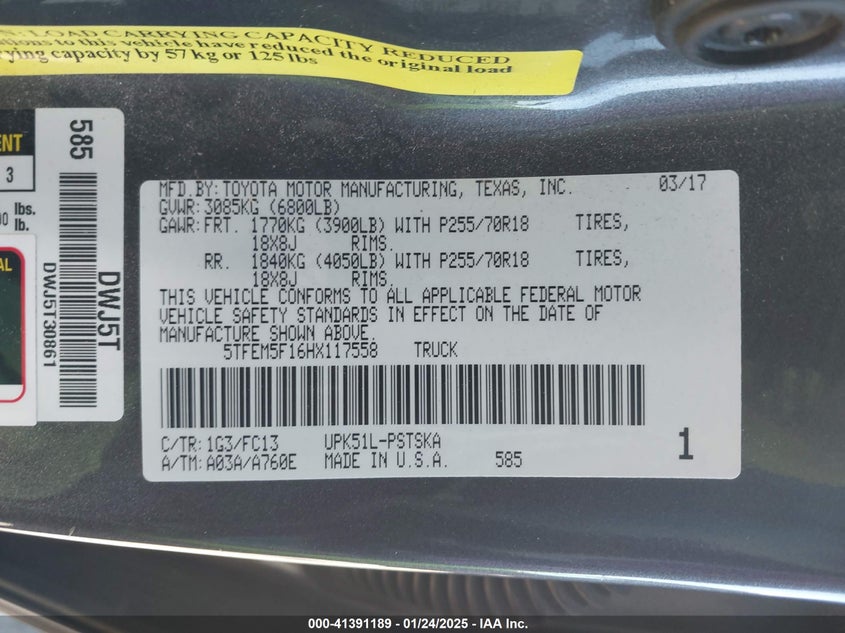 N: LOAD CARRYING CAPACITY REDUCED
tions to this vehicle have reduced the original load
rying capacity by 57kg or 125 lbs
ENT
3
lbs.
lb.
AL
585
DWJ5T
DWJ5T30861
MFD.BY: TOYOTA MOTOR MANUFACTURING, TEXAS, INC. 03/17
GVWR: 3085KG (6800LB)
GAWR: FRT. 1770KG (3900LB) WITH P255/70R18 TIRES,
18X8J RIMS.
RR. 1840KG (4050LB) WITH P255/70R18 TIRES,
18X8J RIMS.
THIS VEHICLE CONFORMS TO ALL APPLICABLE FEDERAL MOTOR
VEHICLE SAFETY STANDARDS IN EFFECT ON THE DATE OF
MANUFACTURE SHOWN ABOVE.
5TFEM5F16HX117558 TRUCK
C/TR: 1G3/FC13 UPK51L-PSTSKA
A/TM: A03A/A760E MADE IN U.S.A. 585
1
000-41391189 - 01/24/2025 - IAA Inc.